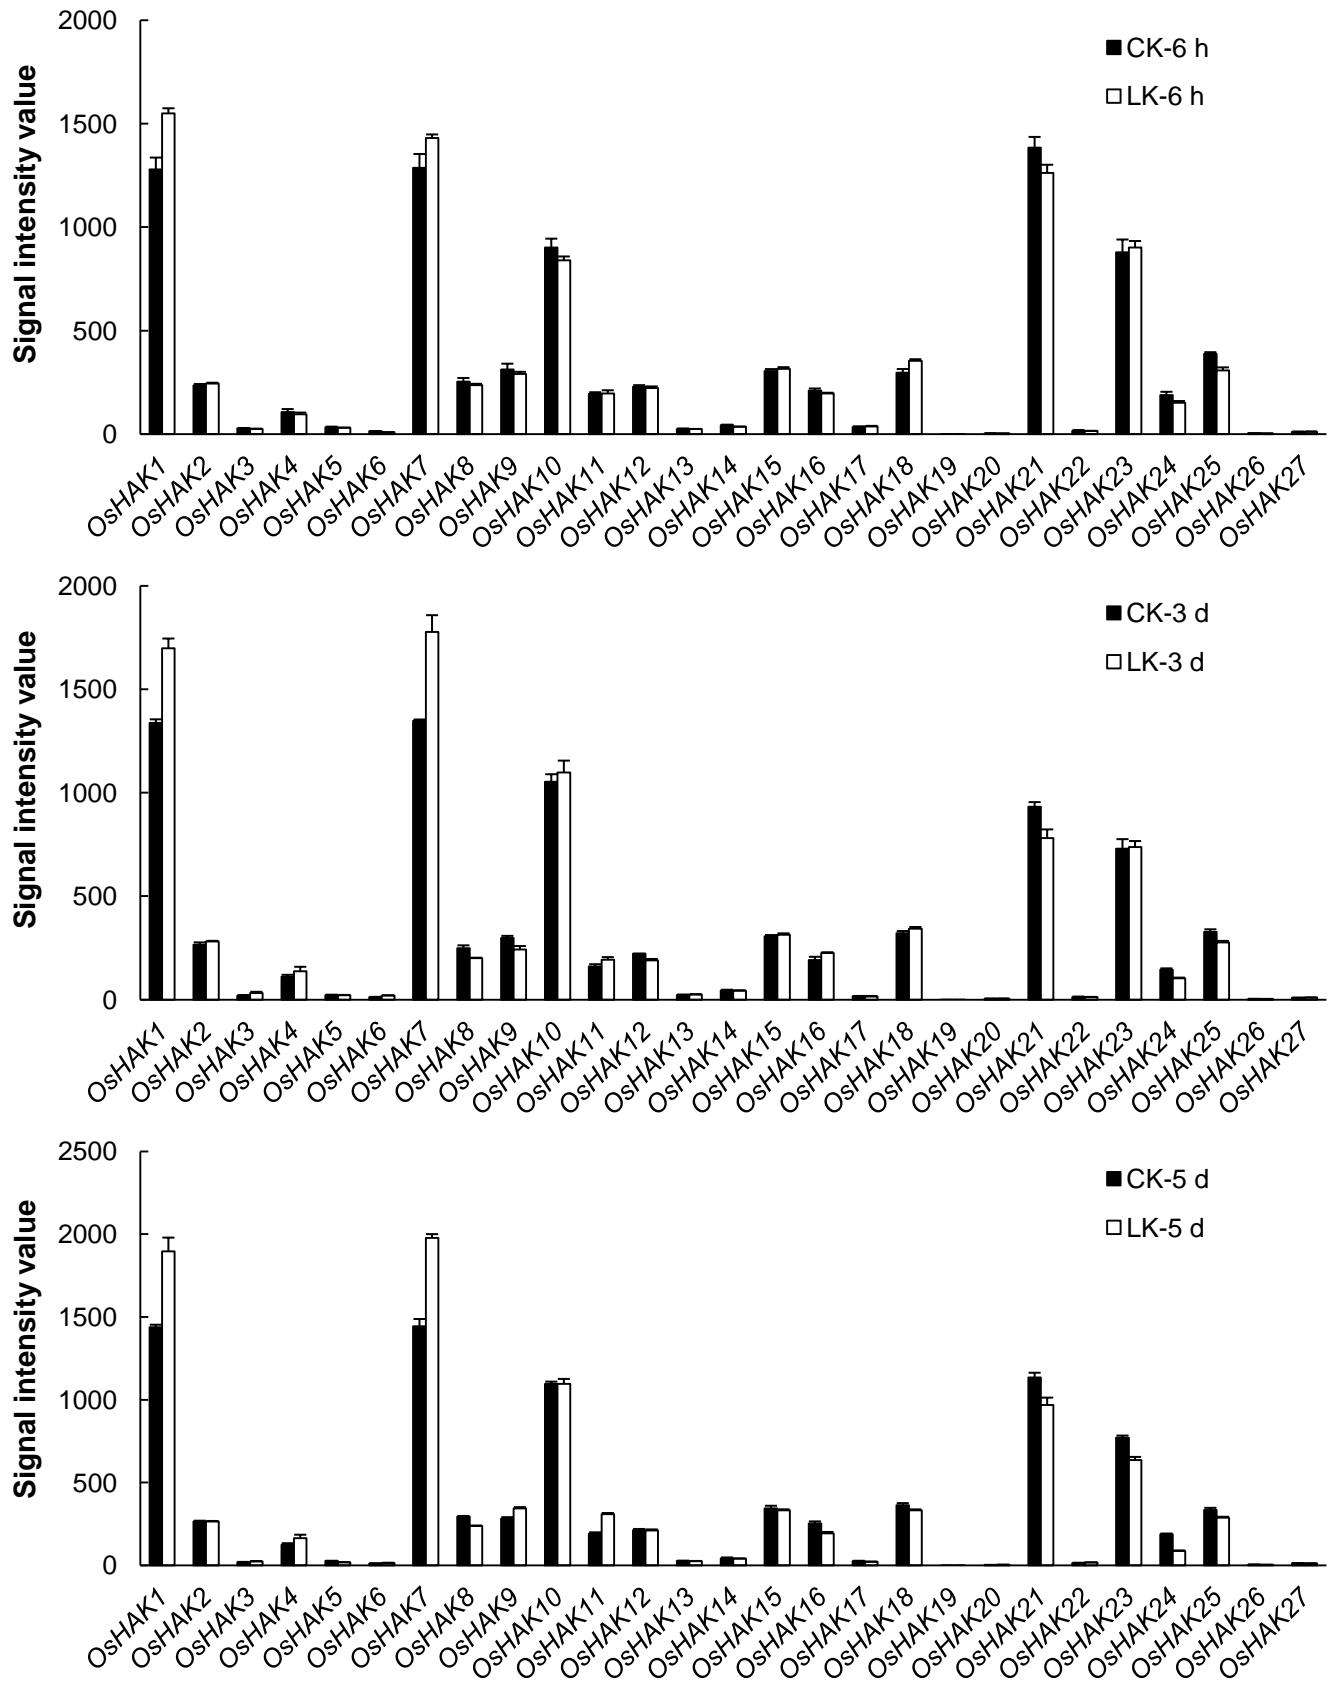 2000
1500
1000
500
0
Signal intensity value
CK-6 h
LK-6 h
OsHAK1
OsHAK2
OsHAK3
OsHAK4
OsHAK5
OsHAK6
OsHAK7
OsHAK8
OsHAK9
OsHAK10
OsHAK11
OsHAK12
OsHAK13
OsHAK14
OsHAK15
OsHAK16
OsHAK17
OsHAK18
OsHAK19
OsHAK20
OsHAK21
OsHAK22
OsHAK23
OsHAK24
OsHAK25
OsHAK26
OsHAK27
2000
1500
1000
500
0
Signal intensity value
CK-3 d
LK-3 d
OsHAK1
OsHAK2
OsHAK3
OsHAK4
OsHAK5
OsHAK6
OsHAK7
OsHAK8
OsHAK9
OsHAK10
OsHAK11
OsHAK12
OsHAK13
OsHAK14
OsHAK15
OsHAK16
OsHAK17
OsHAK18
OsHAK19
OsHAK20
OsHAK21
OsHAK22
OsHAK23
OsHAK24
OsHAK25
OsHAK26
OsHAK27
2500
2000
1500
1000
500
0
Signal intensity value
CK-5 d
LK-5 d
OsHAK1
OsHAK2
OsHAK3
OsHAK4
OsHAK5
OsHAK6
OsHAK7
OsHAK8
OsHAK9
OsHAK10
OsHAK11
OsHAK12
OsHAK13
OsHAK14
OsHAK15
OsHAK16
OsHAK17
OsHAK18
OsHAK19
OsHAK20
OsHAK21
OsHAK22
OsHAK23
OsHAK24
OsHAK25
OsHAK26
OsHAK27